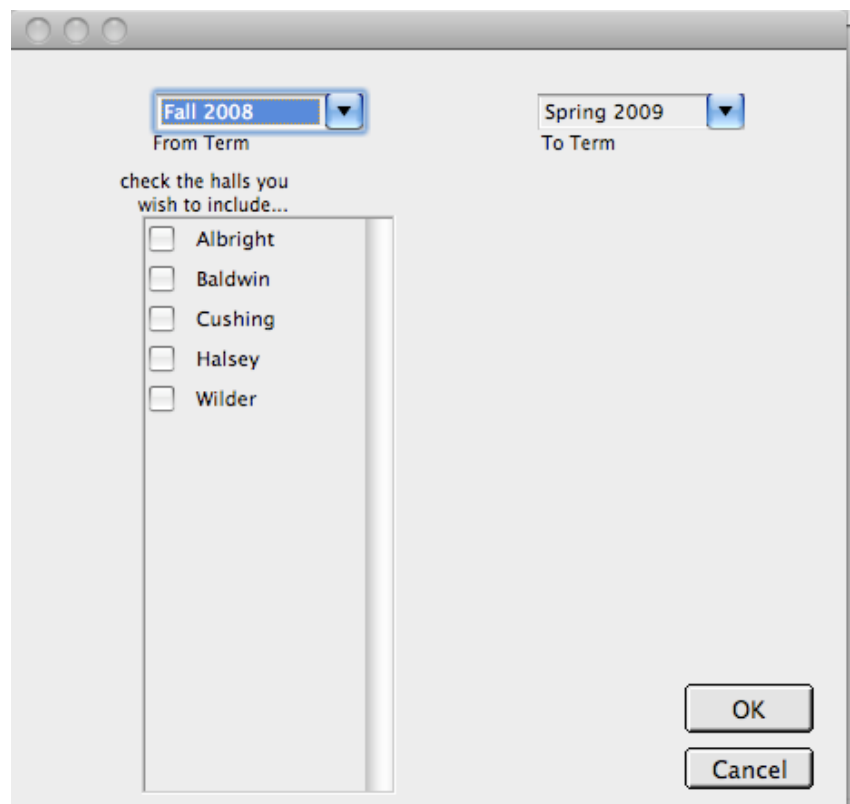 Fall 2008
Spring 2009
From Term
To Term
check the halls you
wish to include...
Albright
Baldwin
Cushing
Halsey
Wilder
OK
Cancel